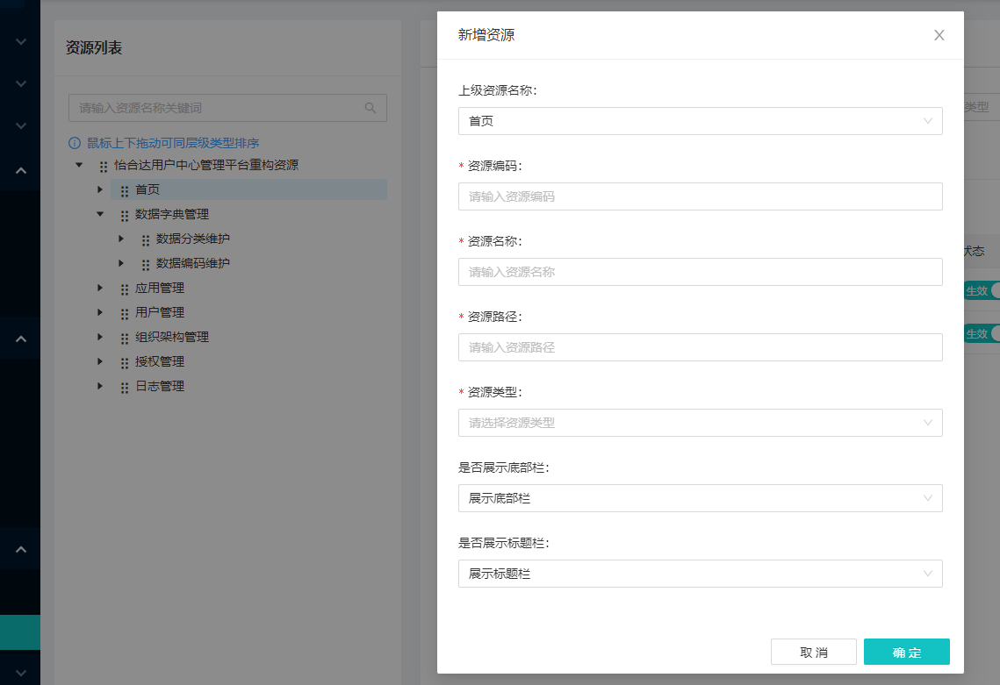 资源列表
请输入资源名称关键词
鼠标上下拖动可同层级类型排序
怡合达用户中心管理平台重构资源
首页
数据字典管理
数据分类维护
数据编码维护
应用管理
用户管理
组织架构管理
授权管理
日志管理
新增资源
上级资源名称:
首页
* 资源编码:
请输入资源编码
* 资源名称:
请输入资源名称
* 资源路径:
请输入资源路径
* 资源类型:
请选择资源类型
是否展示底部栏:
展示底部栏
是否展示标题栏:
展示标题栏
取 消
确 定
类型
状态
生效
生效